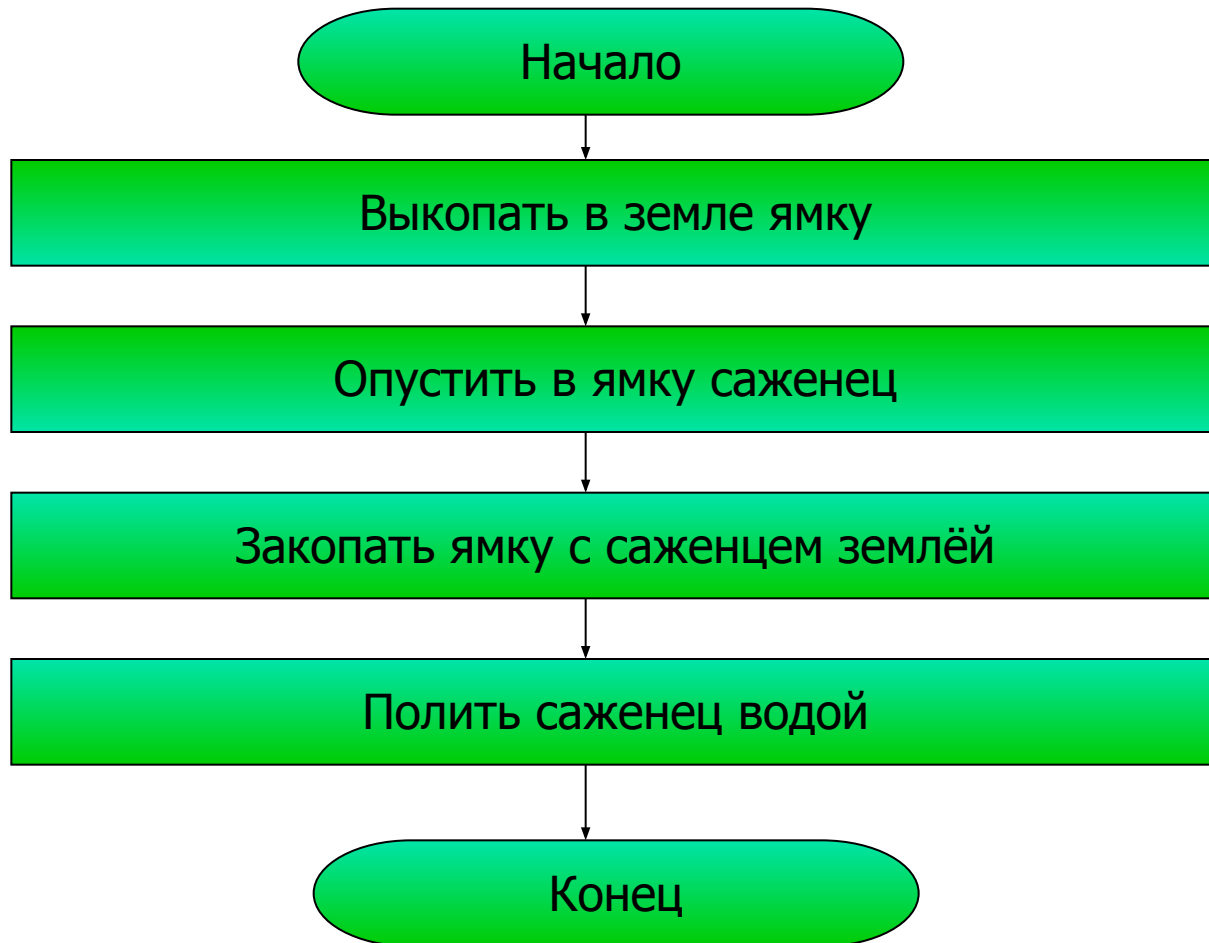 Начало
Выкопать в земле ямку
Опустить в ямку саженец
Закопать ямку с саженцем землёй
Полить саженец водой
Конец